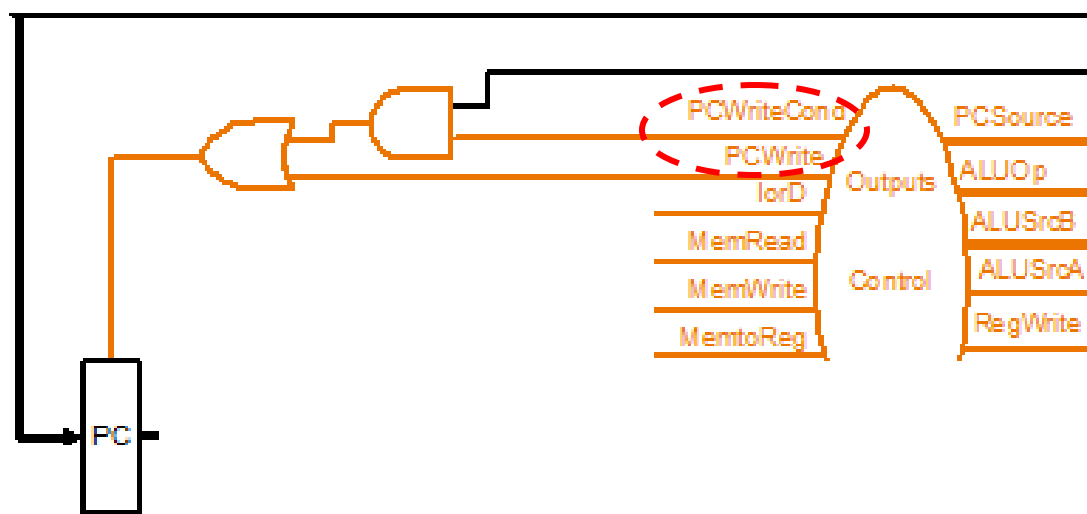 PCWriteCond
PCWrite
IorD
MemRead
MemWrite
MemtoReg
Outputs
Control
PCSource
ALUOp
ALUSrcB
ALUSrcA
RegWrite
PC